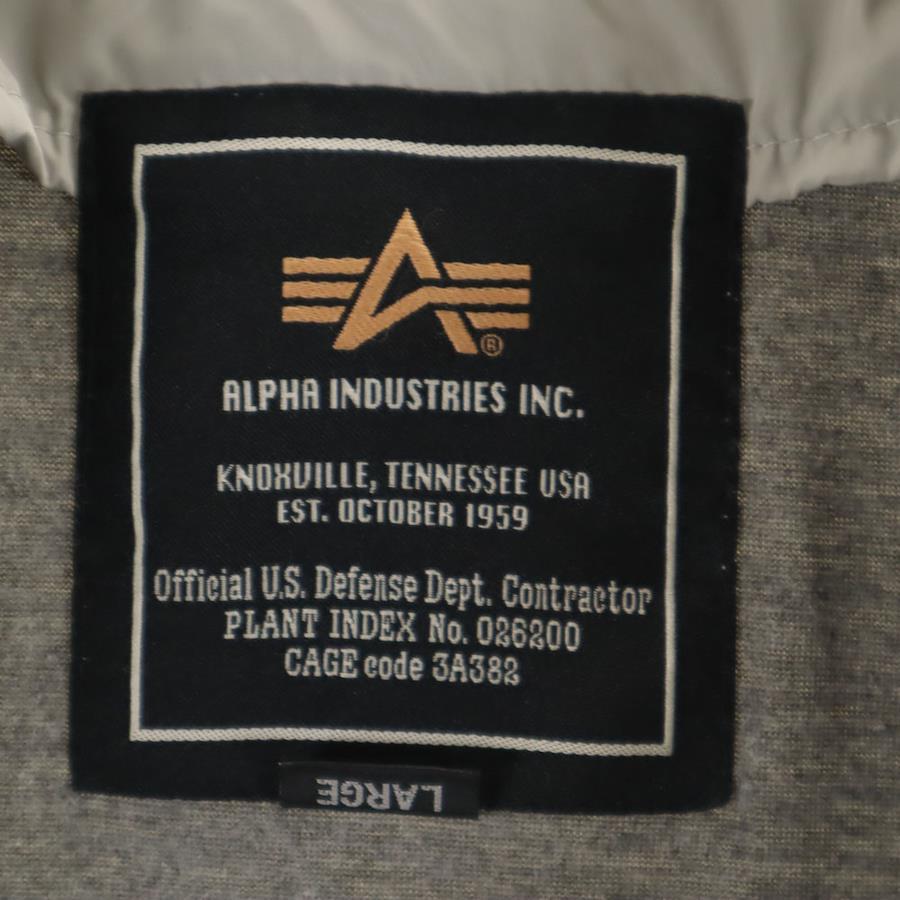 ®
ALPHA INDUSTRIES INC.
KNOXVILLE, TENNESSEE USA
EST. OCTOBER 1959
Official U.S. Defense Dept. Contractor
PLANT INDEX No. 026200
CAGE code 3A382
LARGE